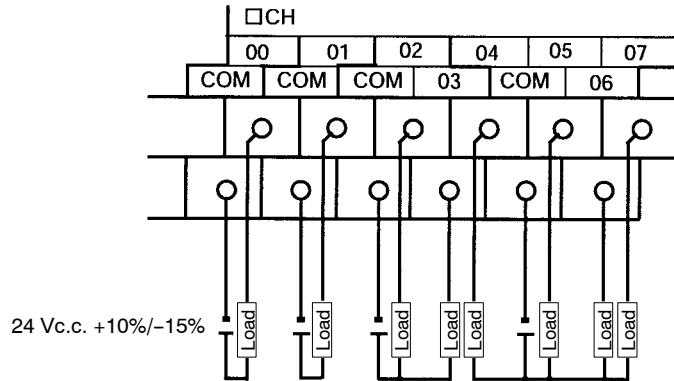 □CH
00 01 02 04 05 07
COM COM COM 03 COM 06
24 Vc.c. +10%/−15%
Load Load Load Load Load Load Load Load